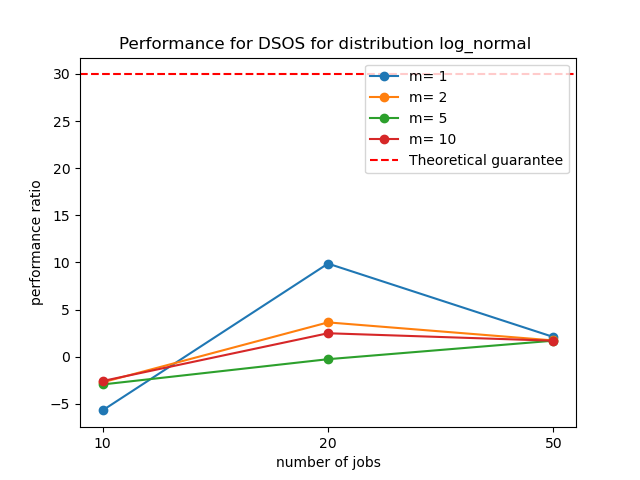 Performance for DSOS for distribution log_normal
30
25
20
15
10
5
0
−5
performance ratio
m= 1
m= 2
m= 5
m= 10
Theoretical guarantee
10 20 50
number of jobs